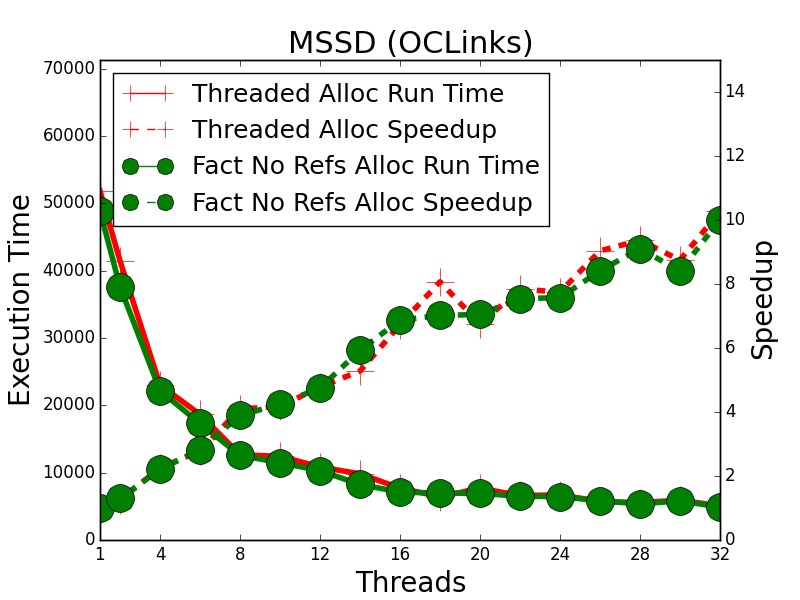 MSSD (OCLinks)
Threaded Alloc Run Time
Threaded Alloc Speedup
Fact No Refs Alloc Run Time
Fact No Refs Alloc Speedup
Execution Time
70000
60000
50000
40000
30000
20000
10000
0
Speedup
14
12
10
8
6
4
2
0
1 4 8 12 16 20 24 28 32
Threads